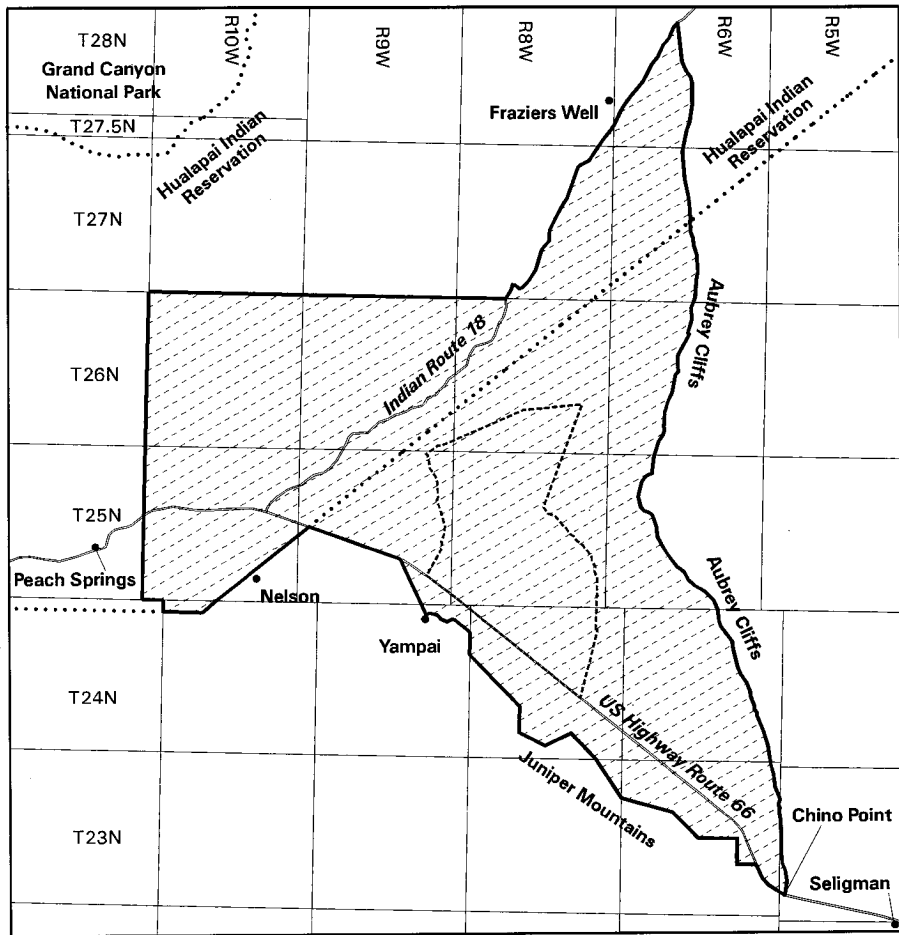 T28N
R10W
R9W
R8W
R6W
R5W
Grand Canyon
National Park
Fraziers Well
T27.5N
Hualapai Indian
Reservation
Hualapai Indian
Reservation
T27N
Aubrey Cliffs
Indian Route 18
T26N
T25N
Peach Springs
Nelson
Aubrey Cliffs
Yampai
T24N
US Highway Route 66
Juniper Mountains
Chino Point
T23N
Seligman